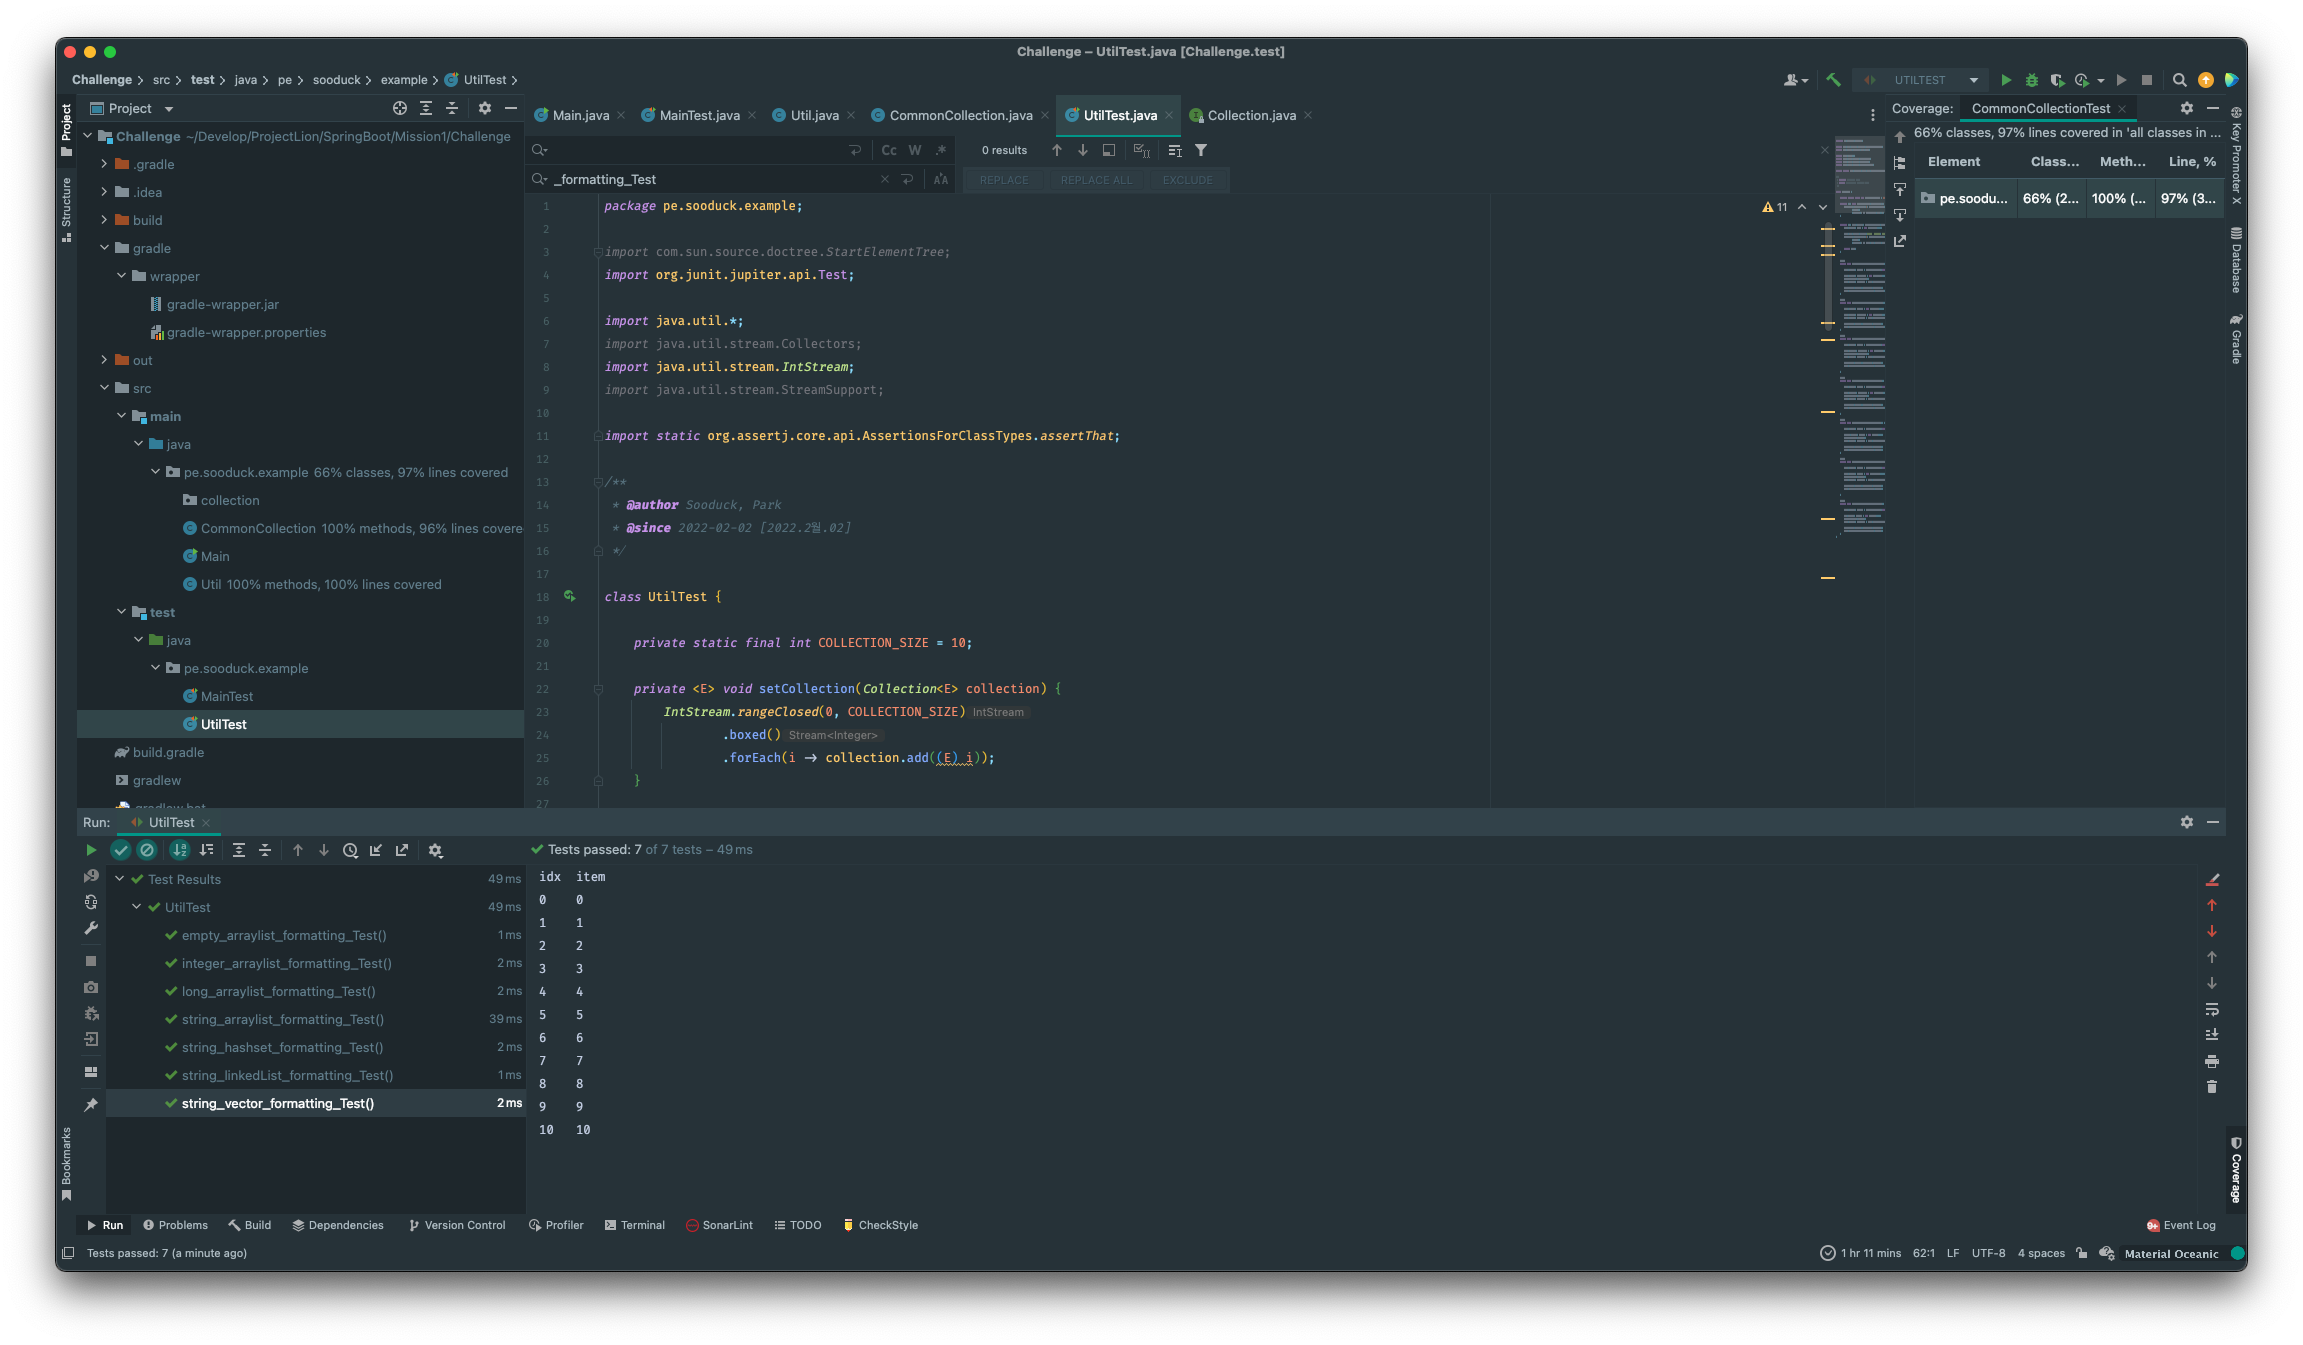 Challenge – UtilTest.java [Challenge.test]
Challenge src test java pe sooduck example UtilTest
UTILTEST
Project
Main.java MainTest.java Util.java CommonCollection.java UtilTest.java Collection.java
Coverage: CommonCollectionTest
Project
Structure
Bookmarks
Challenge ~/Develop/ProjectLion/SpringBoot/Mission1/Challenge
.gradle
.idea
build
gradle
wrapper
gradle-wrapper.jar
gradle-wrapper.properties
out
src
main
java
pe.sooduck.example 66% classes, 97% lines covered
collection
CommonCollection 100% methods, 96% lines covere
Main
Util 100% methods, 100% lines covered
test
java
pe.sooduck.example
MainTest
UtilTest
build.gradle
gradlew
gradlew.bat
Cc W .* 0 results
_formatting_Test
REPLACE REPLACE ALL EXCLUDE
11
1 package pe.sooduck.example;
2
3 import com.sun.source.doctree.StartElementTree;
4 import org.junit.jupiter.api.Test;
5
6 import java.util.*;
7 import java.util.stream.Collectors;
8 import java.util.stream.IntStream;
9 import java.util.stream.StreamSupport;
10
11 import static org.assertj.core.api.AssertionsForClassTypes.assertThat;
12
13 /**
14 * @author Sooduck, Park
15 * @since 2022-02-02 [2022.2월.02]
16 */
17
18 class UtilTest {
19
20 private static final int COLLECTION_SIZE = 10;
21
22 private <E> void setCollection(Collection<E> collection) {
23 IntStream.rangeClosed(0, COLLECTION_SIZE) IntStream
24 .boxed() Stream<Integer>
25 .forEach(i → collection.add((E) i));
26 }
27
66% classes, 97% lines covered in 'all classes in ...
Element Class... Meth... Line, %
pe.soodu... 66% (2... 100% (... 97% (3...
Key Promoter X
Database
Gradle
Coverage
Run: UtilTest
Tests passed: 7 of 7 tests – 49 ms
Test Results 49 ms
UtilTest 49 ms
empty_arraylist_formatting_Test() 1 ms
integer_arraylist_formatting_Test() 2 ms
long_arraylist_formatting_Test() 2 ms
string_arraylist_formatting_Test() 39 ms
string_hashset_formatting_Test() 2 ms
string_linkedList_formatting_Test() 1 ms
string_vector_formatting_Test() 2 ms
idx item
0 0
1 1
2 2
3 3
4 4
5 5
6 6
7 7
8 8
9 9
10 10
Run Problems Build Dependencies Version Control Profiler Terminal SonarLint TODO CheckStyle 9+ Event Log
Tests passed: 7 (a minute ago) 1 hr 11 mins 62:1 LF UTF-8 4 spaces Material Oceanic